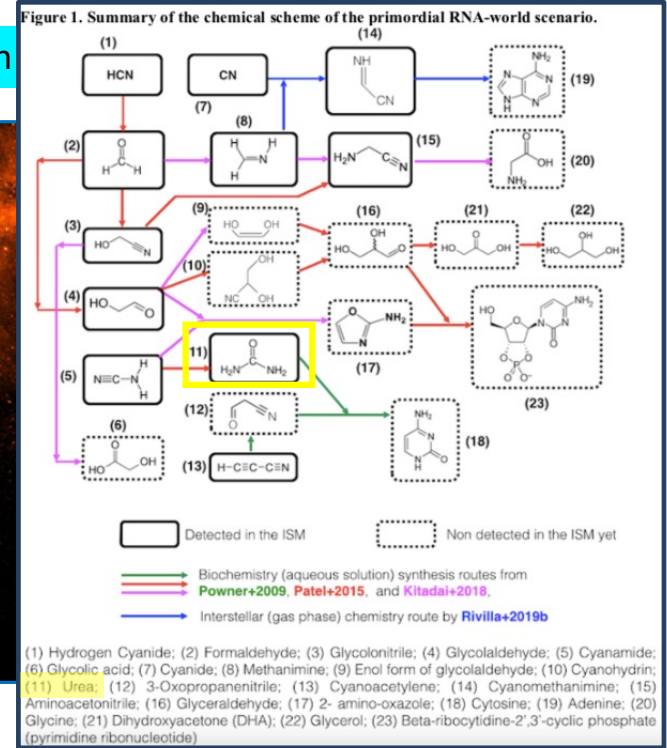 n
Figure 1. Summary of the chemical scheme of the primordial RNA-world scenario.
(1)
HCN
CN
(7)
(14)
NH
CN
NH₂
N
N
N
H
N
(19)
(2)
O
H
H
(8)
H
H
N
H
H₂N
C
N
(15)
O
OH
NH₂
(20)
(3)
HO
N
(9)
HO
OH
(10)
OH
NC
OH
(16)
OH
HO
O
(21)
O
HO
OH
(22)
OH
HO
OH
(4)
HO
O
(5)
N≡C-N
H
H
11)
O
H₂N
NH₂
O
N
NH₂
(17)
HO
O
N
N
NH₂
O
O
O
P
O
O⁻
(23)
(6)
O
HO
OH
(12)
O
N
(13)
H-C≡C-C≡N
NH₂
N
N
H
O
(18)
Detected in the ISM
Non detected in the ISM yet
Biochemistry (aqueous solution) synthesis routes from
Powner+2009, Patel+2015, and Kitadai+2018,
Interstellar (gas phase) chemistry route by Rivilla+2019b
(1) Hydrogen Cyanide; (2) Formaldehyde; (3) Glycolonitrile; (4) Glycolaldehyde; (5) Cyanamide;
(6) Glycolic acid; (7) Cyanide; (8) Methanimine; (9) Enol form of glycolaldehyde; (10) Cyanohydrin;
(11) Urea; (12) 3-Oxopropanenitrile; (13) Cyanoacetylene; (14) Cyanomethanimine; (15)
Aminoacetonitrile; (16) Glyceraldehyde; (17) 2- amino-oxazole; (18) Cytosine; (19) Adenine; (20)
Glycine; (21) Dihydroxyacetone (DHA); (22) Glycerol; (23) Beta-ribocytidine-2',3'-cyclic phosphate
(pyrimidine ribonucleotide)